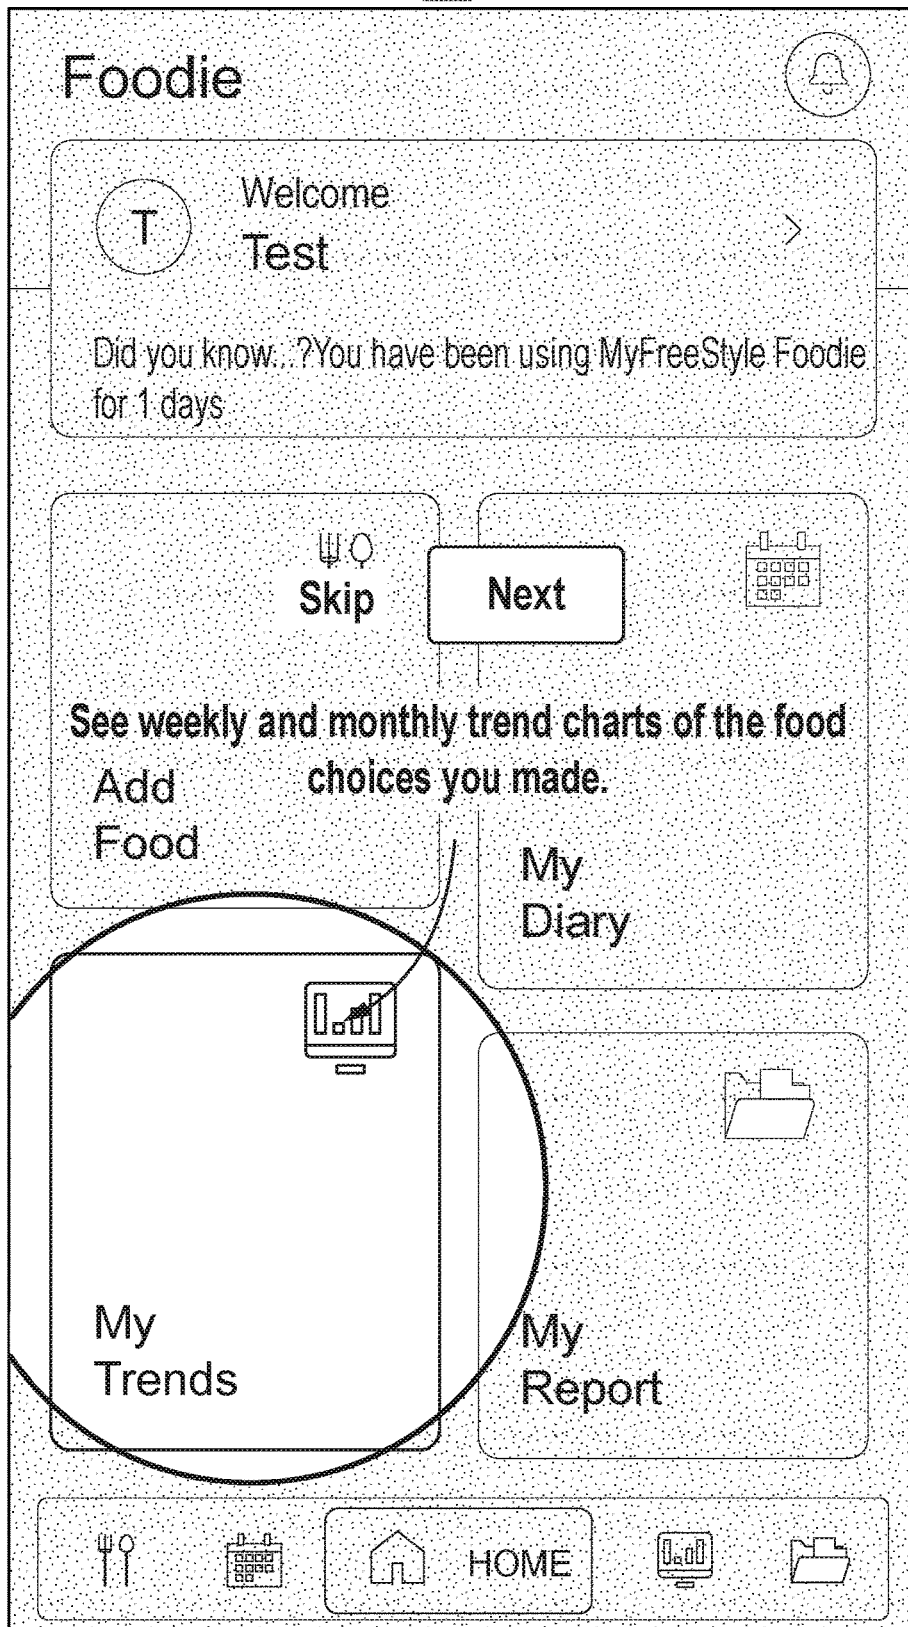 Foodie
T
Welcome
Test
Did you know...?You have been using MyFreeStyle Foodie
for 1 days
Skip
Next
See weekly and monthly trend charts of the food
choices you made.
Add
Food
My
Diary
My
Trends
My
Report
HOME